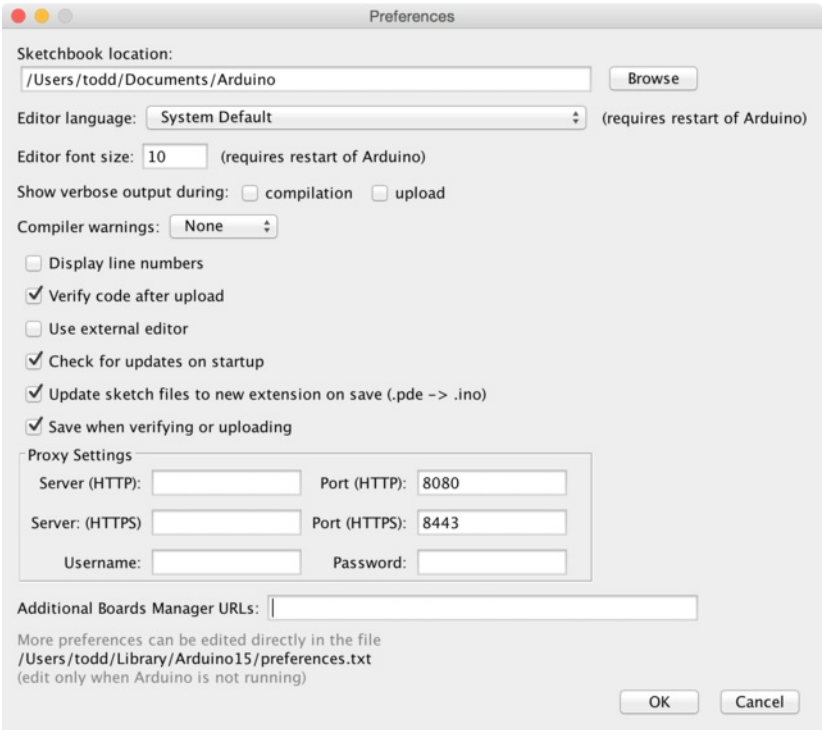 Preferences
Sketchbook location:
/Users/todd/Documents/Arduino Browse
Editor language: System Default (requires restart of Arduino)
Editor font size: 10 (requires restart of Arduino)
Show verbose output during: compilation upload
Compiler warnings: None
Display line numbers
Verify code after upload
Use external editor
Check for updates on startup
Update sketch files to new extension on save (.pde -> .ino)
Save when verifying or uploading
Proxy Settings
Server (HTTP): Port (HTTP): 8080
Server: (HTTPS) Port (HTTPS): 8443
Username: Password:
Additional Boards Manager URLs:
More preferences can be edited directly in the file
/Users/todd/Library/Arduino15/preferences.txt
(edit only when Arduino is not running)
OK Cancel